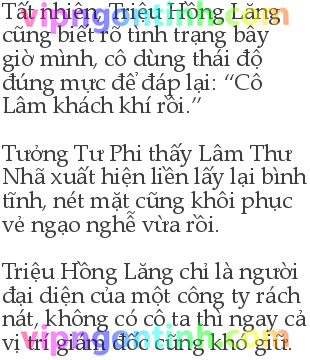 Tất nhiên, Triệu Hồng Lăng
cũng biết rõ tình trạng bây
giờ mình, cô dùng thái độ
đúng mực để đáp lại: “Cô
Lâm khách khí rồi.”
Tưởng Tư Phi thấy Lâm Thư
Nhã xuất hiện liền lấy lại bình
tĩnh, nét mặt cũng khôi phục
vẻ ngạo nghễ vừa rồi.
Triệu Hồng Lăng chỉ là người
đại diện của một công ty rách
nát, không có cô ta thì ngay cả
vị trí giám đốc cũng khó giữ.
vipngontinh.com
vipngontinh.com